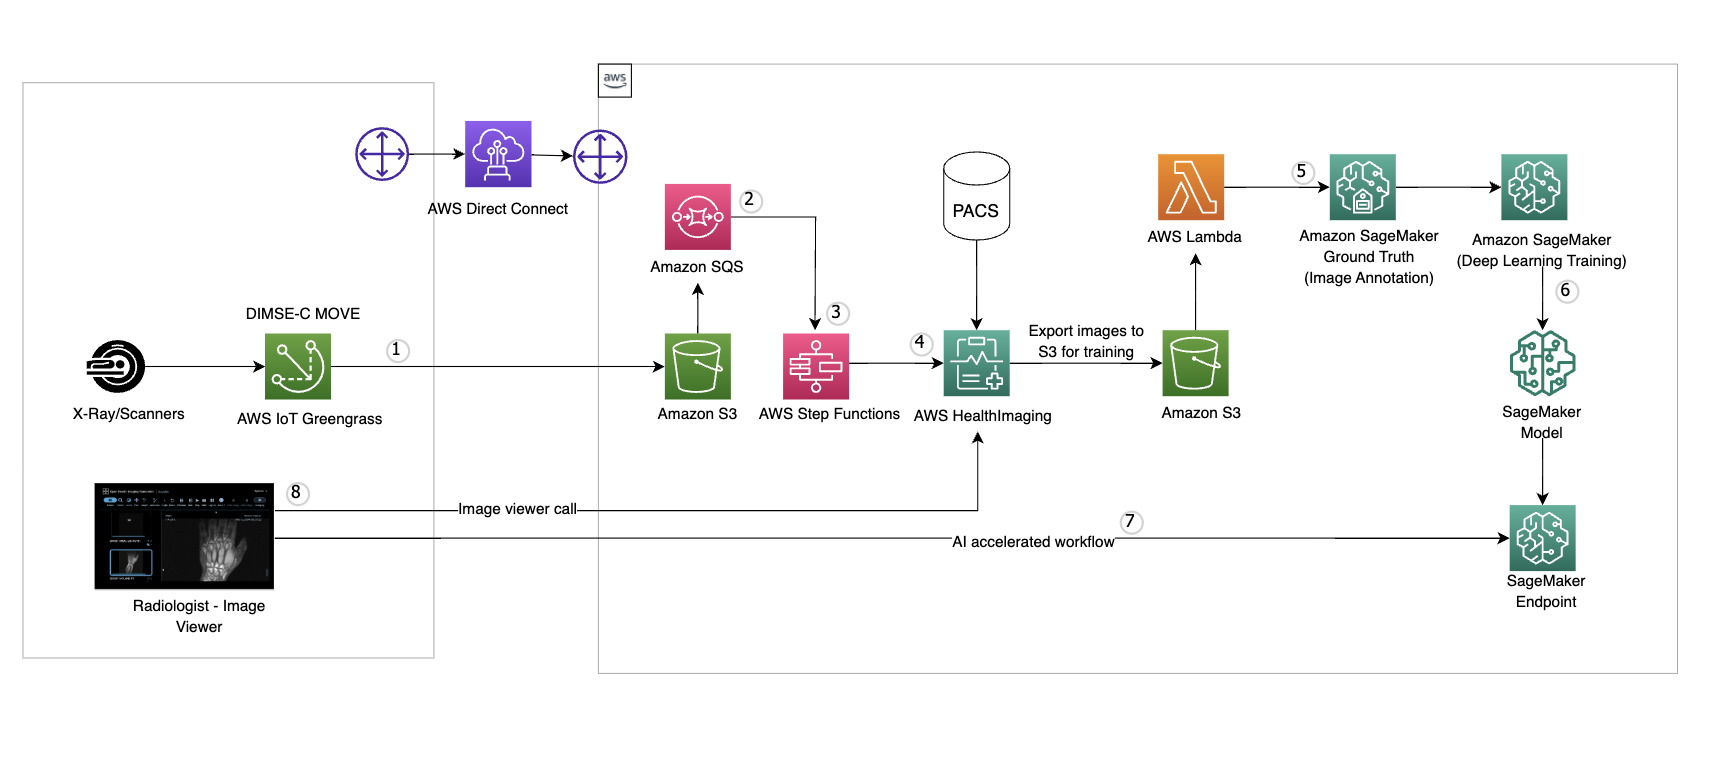 aws
AWS Direct Connect
2
Amazon SQS
PACS
AWS Lambda
5
Amazon SageMaker
Ground Truth
(Image Annotation)
Amazon SageMaker
(Deep Learning Training)
6
DIMSE-C MOVE
1
X-Ray/Scanners
AWS IoT Greengrass
Amazon S3
3
AWS Step Functions
4
AWS HealthImaging
Export images to
S3 for training
Amazon S3
SageMaker
Model
8
Image viewer call
7
AI accelerated workflow
Radiologist - Image
Viewer
SageMaker
Endpoint